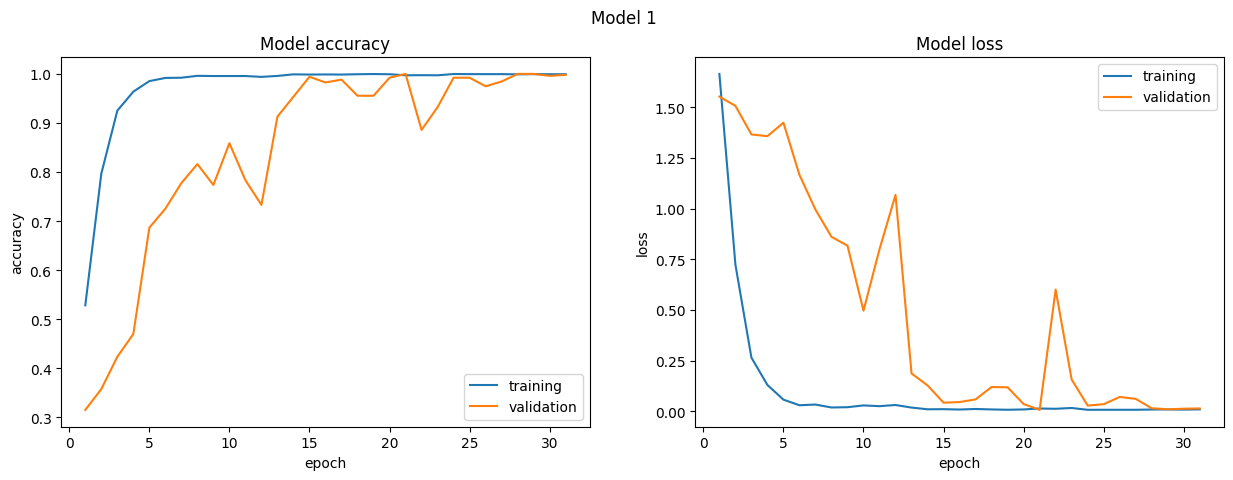 Model 1
Model accuracy
1.0
0.9
0.8
0.7
0.6
0.5
0.4
0.3
accuracy
0 5 10 15 20 25 30
epoch
training
validation
Model loss
1.50
1.25
1.00
0.75
0.50
0.25
0.00
loss
0 5 10 15 20 25 30
epoch
training
validation